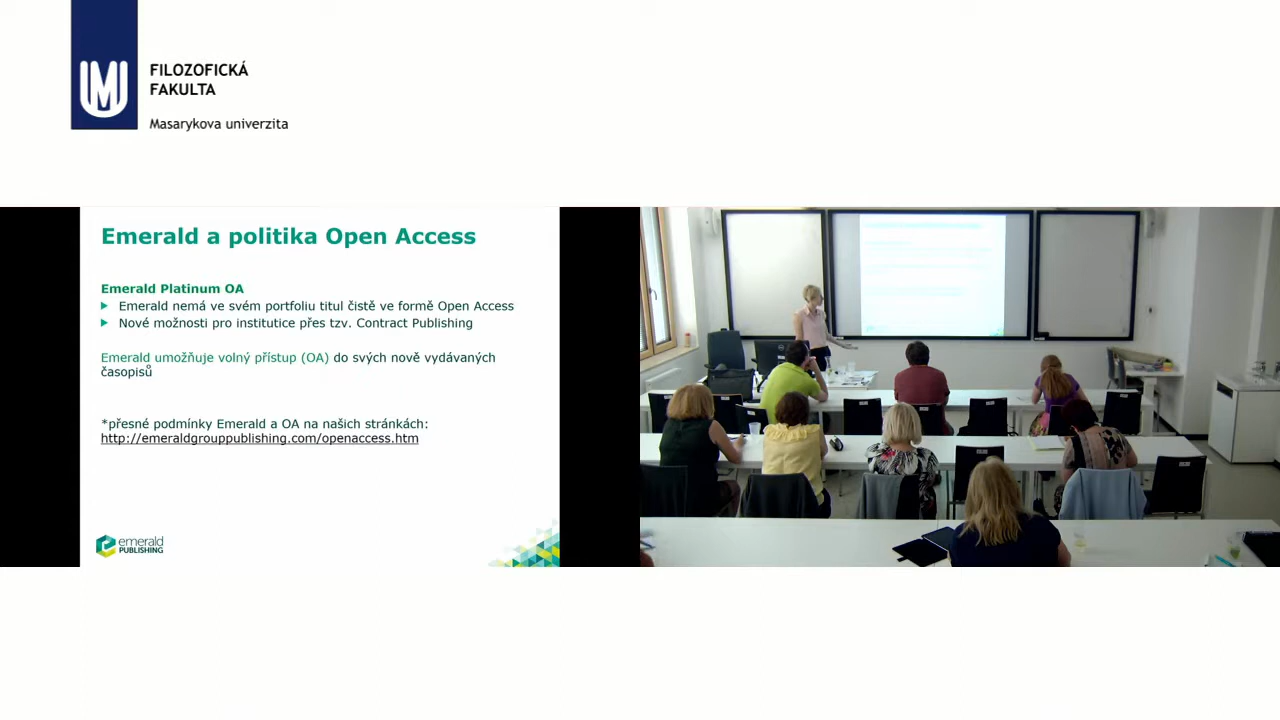 FILOZOFICKÁ
FAKULTA
Masarykova univerzita
Emerald a politika Open Access
Emerald Platinum OA
Emerald nemá ve svém portfoliu titul čistě ve formě Open Access
Nové možnosti pro institutice přes tzv. Contract Publishing
Emerald umožňuje volný přístup (OA) do svých nově vydávaných
časopisů
*přesné podmínky Emerald a OA na našich stránkách:
http://emeraldgrouppublishing.com/openaccess.htm
emerald
PUBLISHING